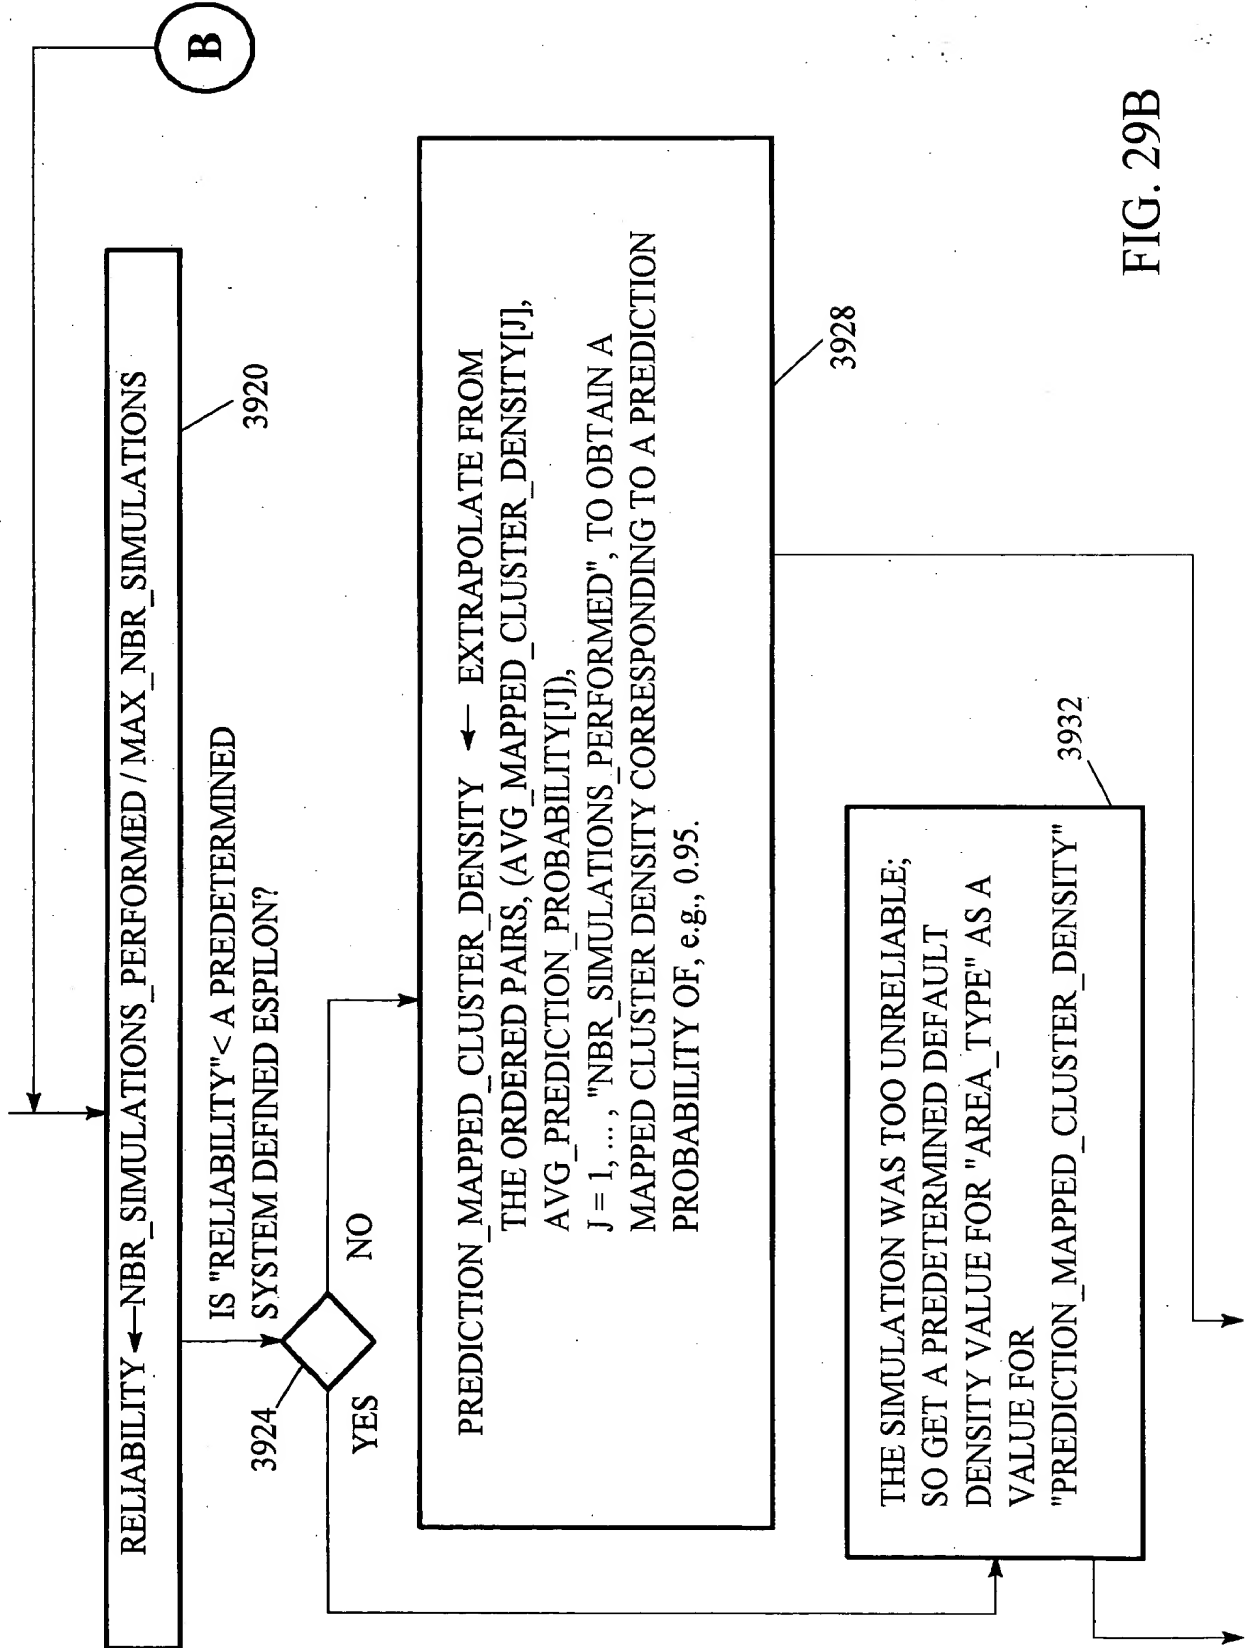 B
RELIABILITY ← NBR_SIMULATIONS_PERFORMED / MAX_NBR_SIMULATIONS
3920
IS "RELIABILITY"< A PREDETERMINED
SYSTEM DEFINED ESPILON?
3924
YES
NO
PREDICTION_MAPPED_CLUSTER_DENSITY ← EXTRAPOLATE FROM
THE ORDERED PAIRS, (AVG_MAPPED_CLUSTER_DENSITY[J],
AVG_PREDICTION_PROBABILITY[J]),
J = 1, ... , "NBR_SIMULATIONS_PERFORMED", TO OBTAIN A
MAPPED CLUSTER DENSITY CORRESPONDING TO A PREDICTION
PROBABILITY OF, e.g., 0.95.
3928
THE SIMULATION WAS TOO UNRELIABLE;
SO GET A PREDETERMINED DEFAULT
DENSITY VALUE FOR "AREA_TYPE" AS A
VALUE FOR
"PREDICTION_MAPPED_CLUSTER_DENSITY"
3932
FIG. 29B